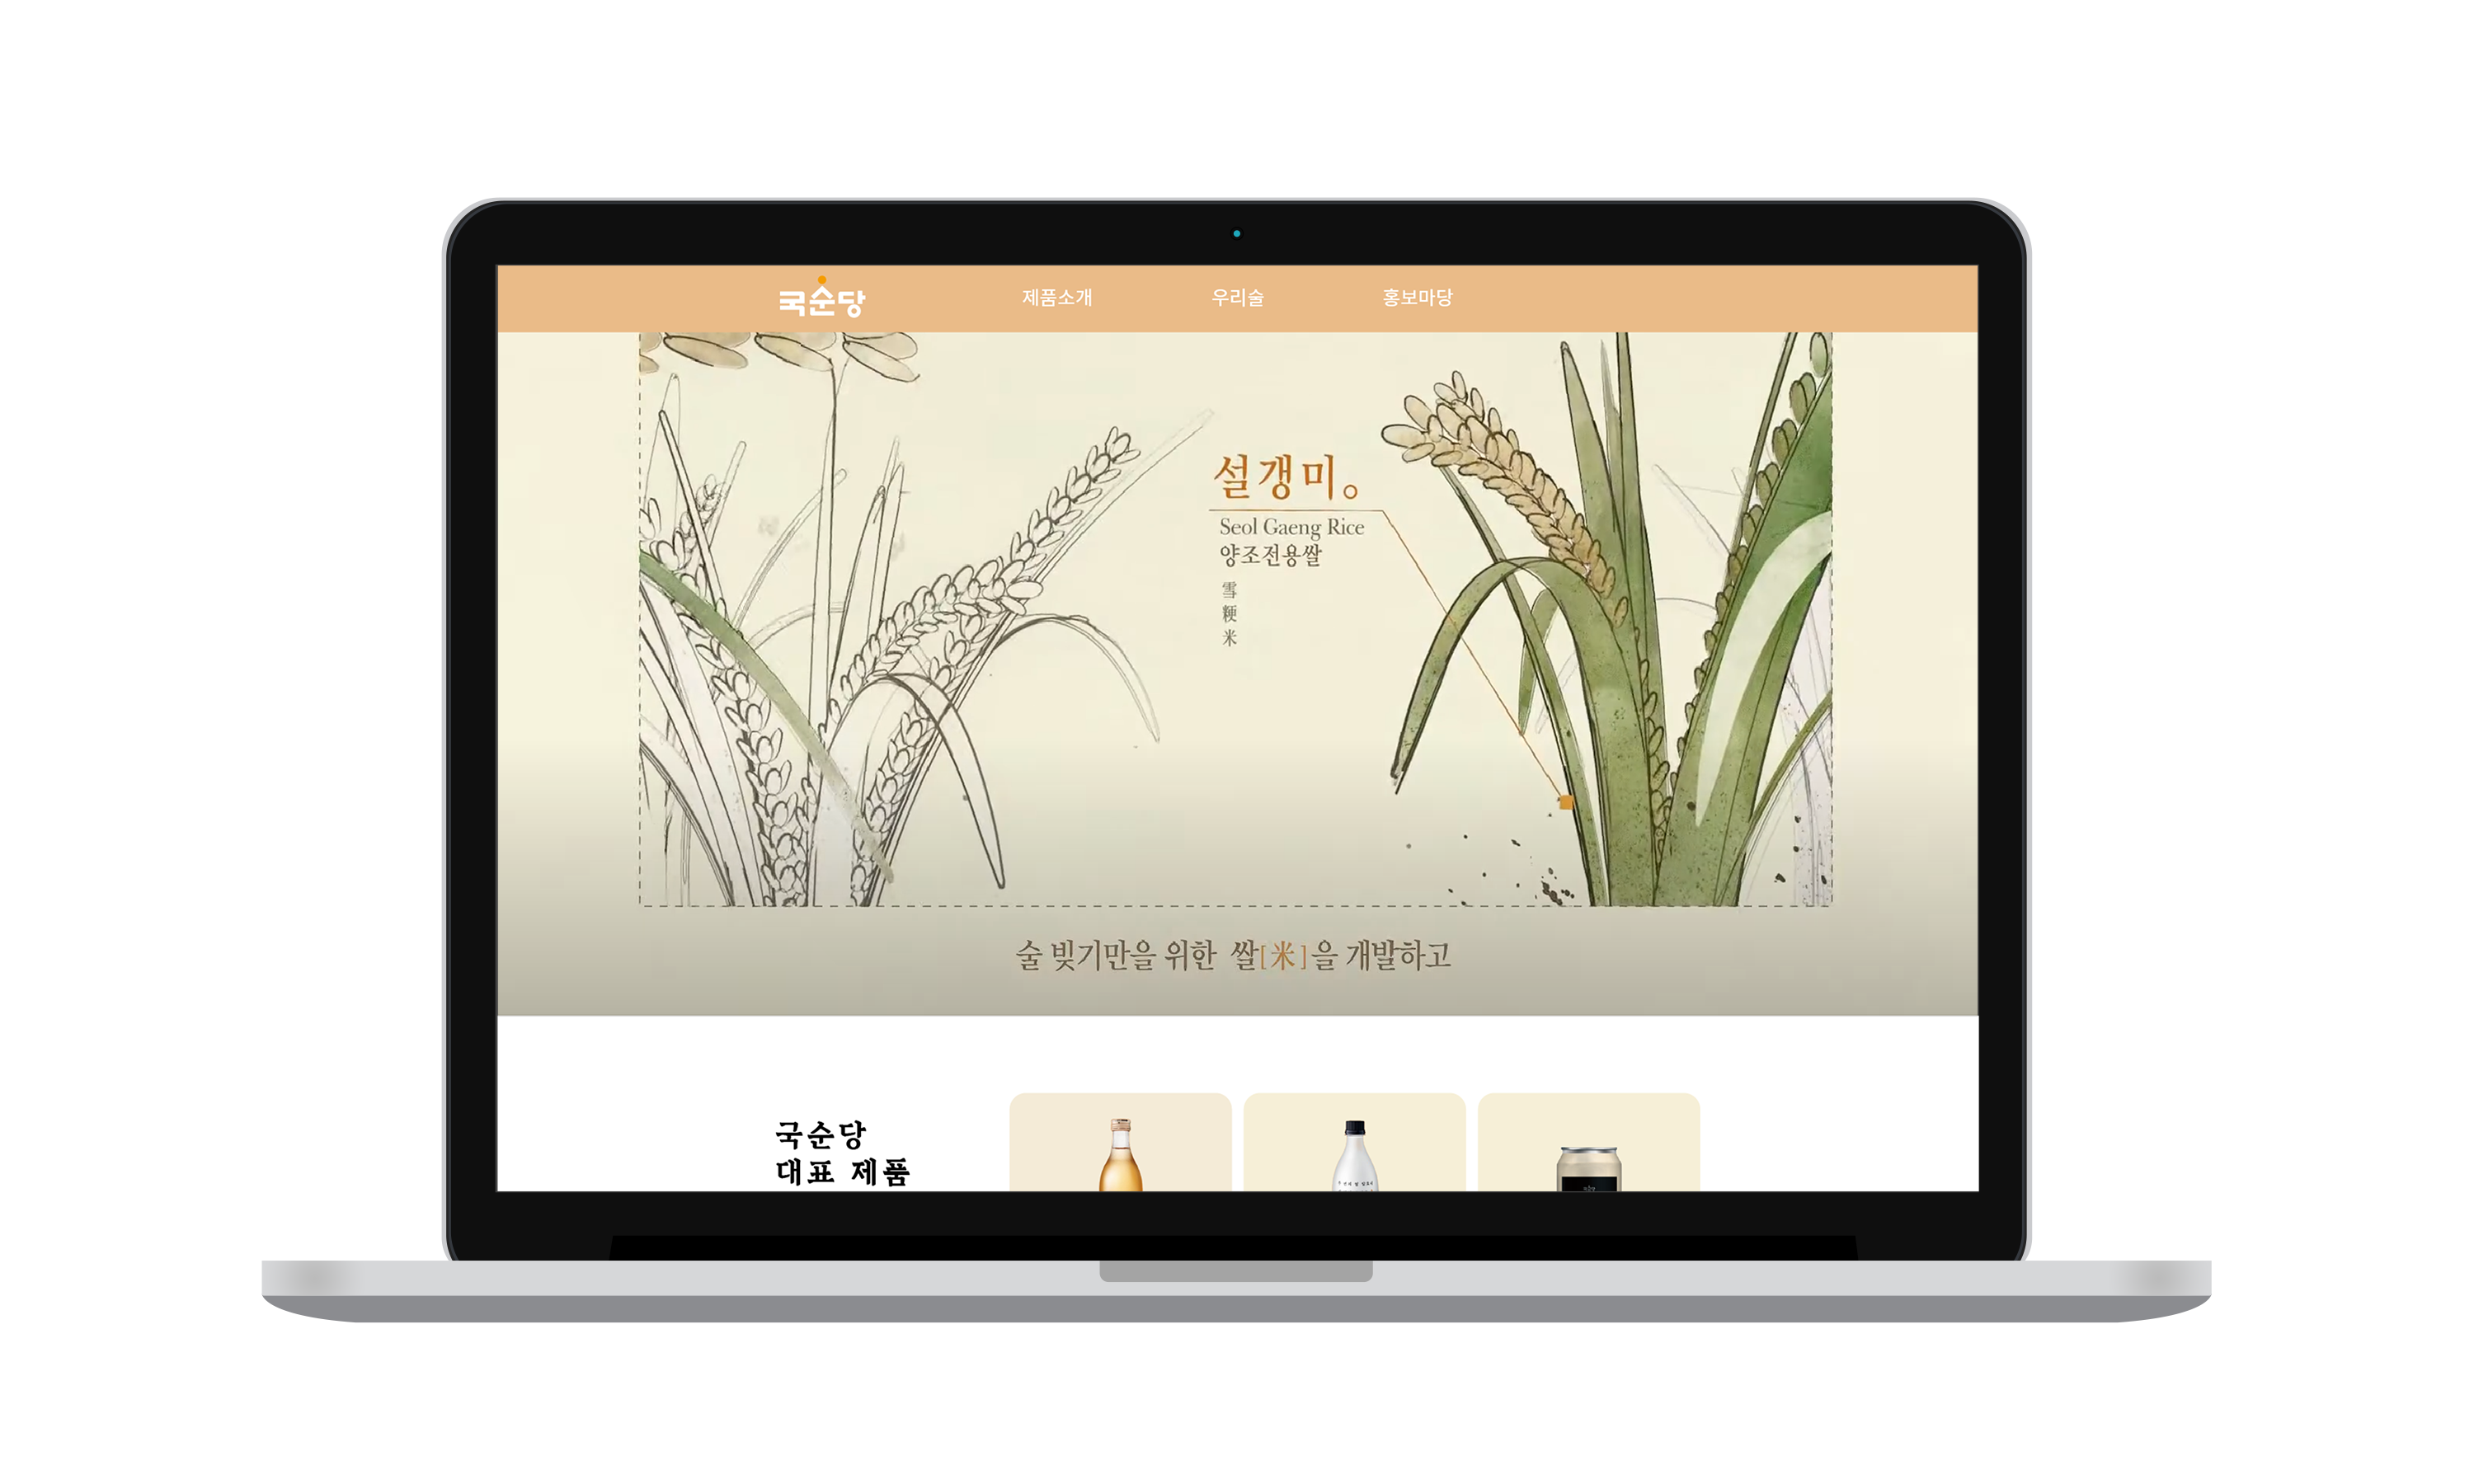 국순당
제품소개
우리술
홍보마당
설갱미。
Seol Gaeng Rice
양조전용쌀
雪
粳
米
술 빚기만을 위한 쌀[米]을 개발하고
국순당
대표 제품